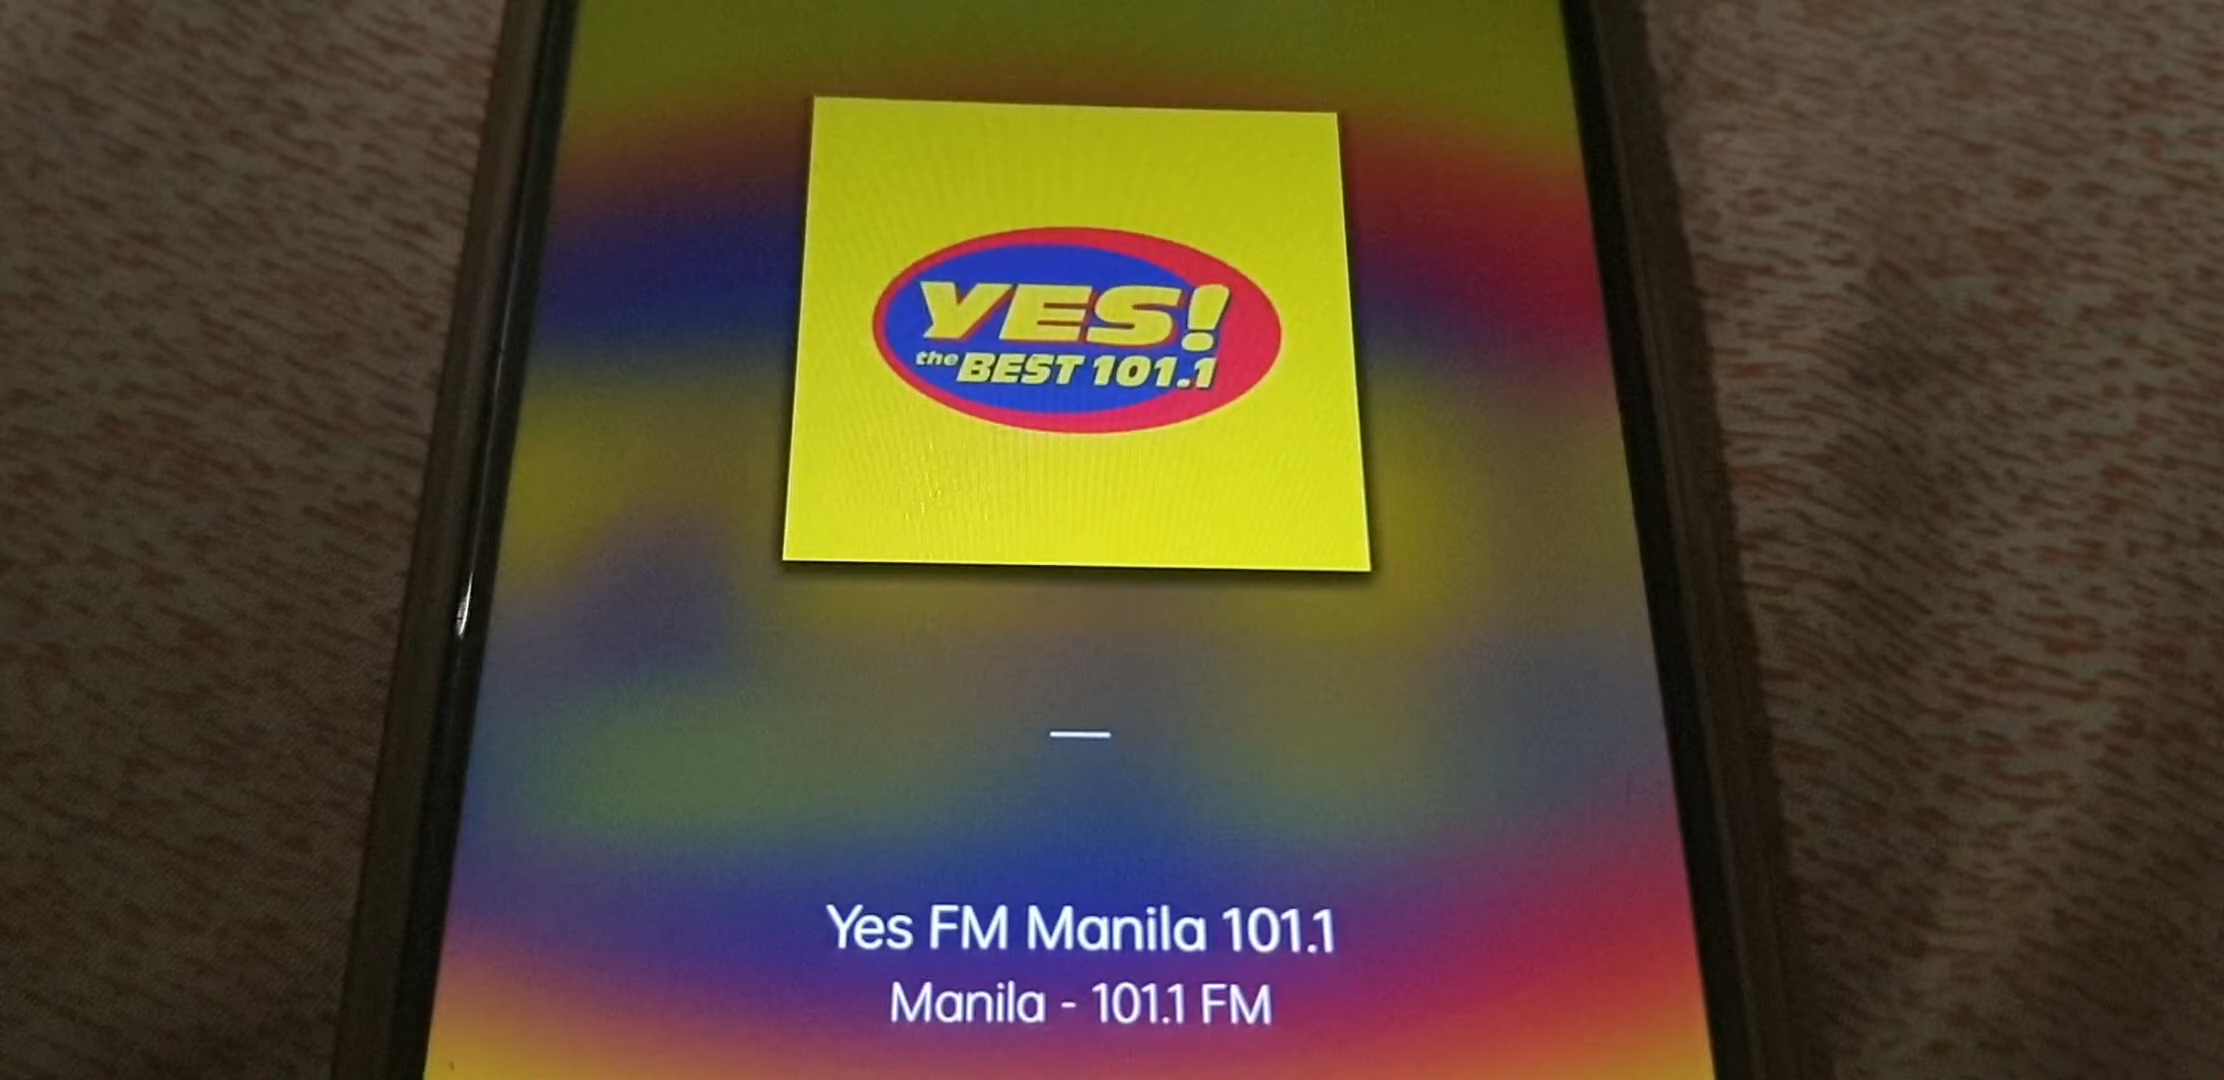 YES!
the BEST 101.1
Yes FM Manila 101.1
Manila - 101.1 FM